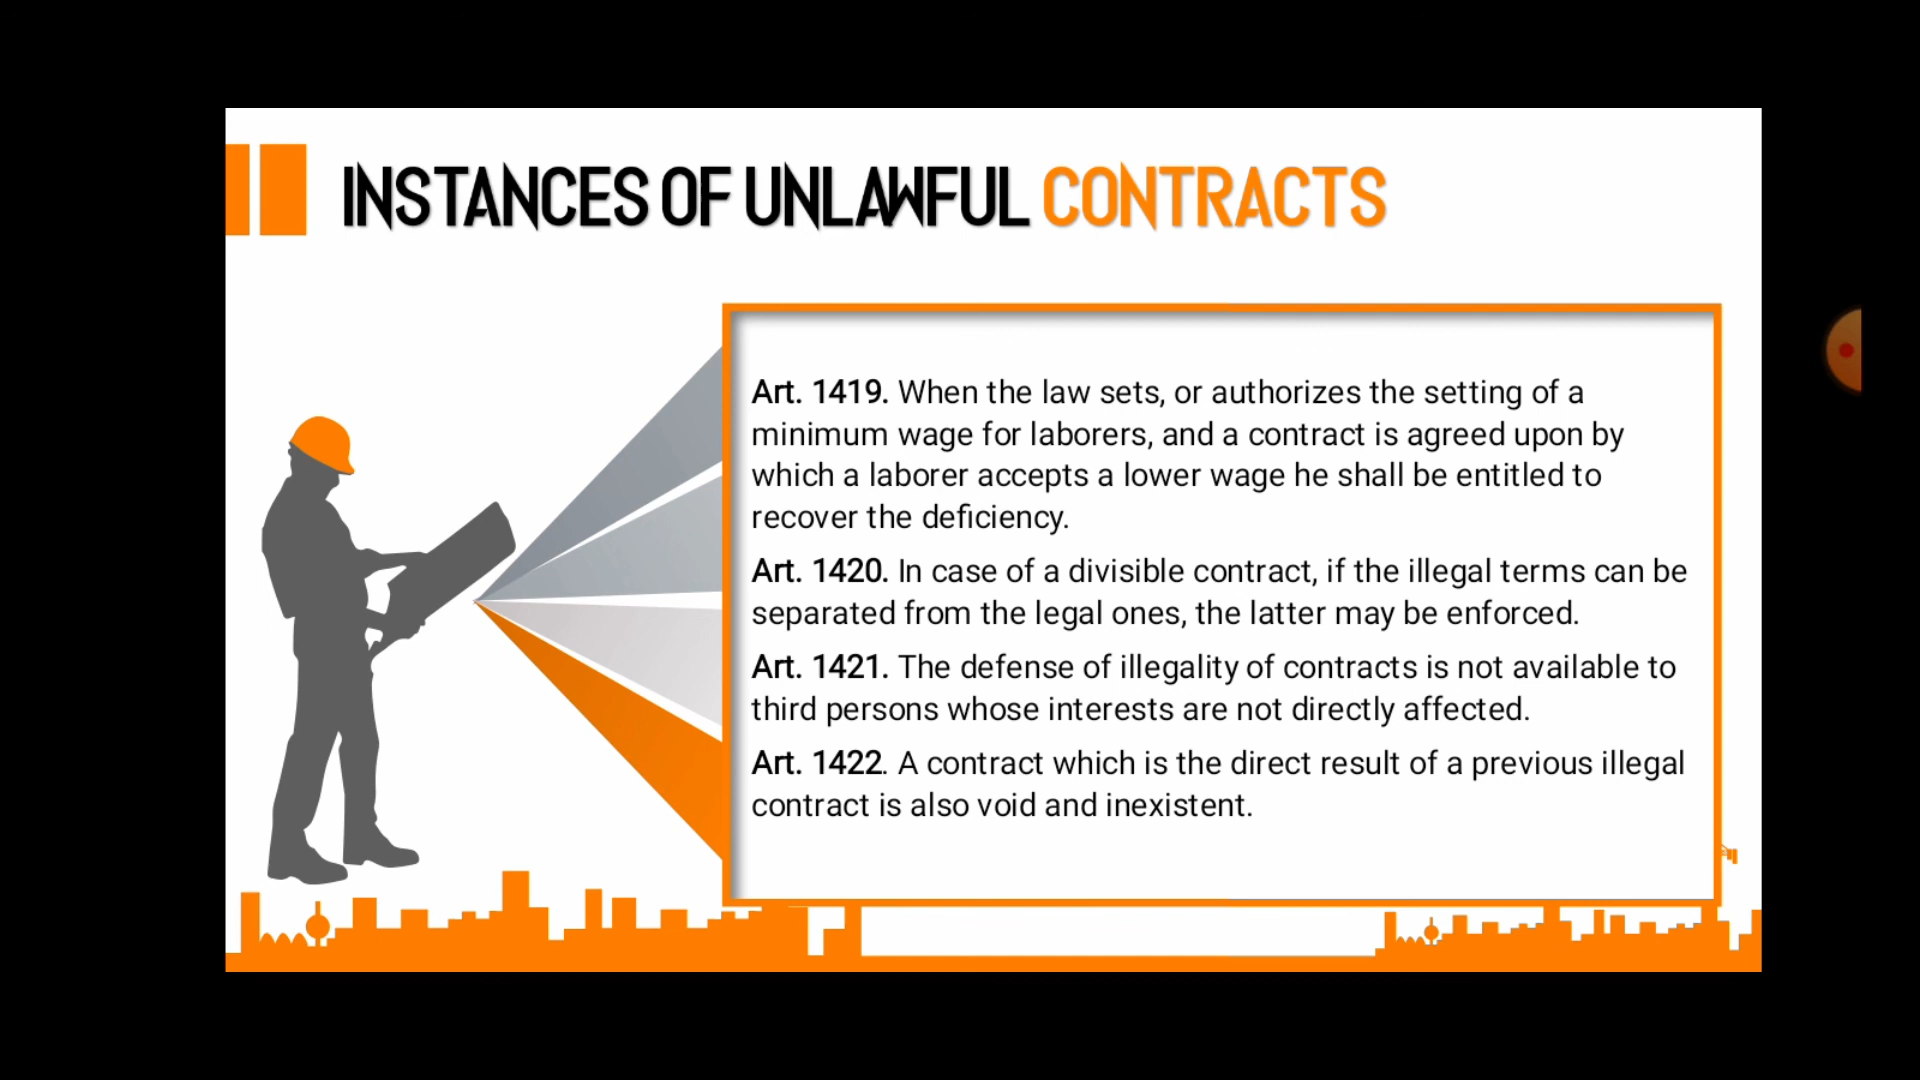 INSTANCES OF UNLAWFUL CONTRACTS
Art. 1419. When the law sets, or authorizes the setting of a
minimum wage for laborers, and a contract is agreed upon by
which a laborer accepts a lower wage he shall be entitled to
recover the deficiency.
Art. 1420. In case of a divisible contract, if the illegal terms can be
separated from the legal ones, the latter may be enforced.
Art. 1421. The defense of illegality of contracts is not available to
third persons whose interests are not directly affected.
Art. 1422. A contract which is the direct result of a previous illegal
contract is also void and inexistent.